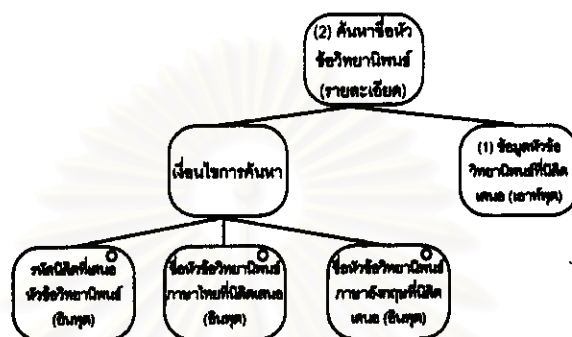 (2) ค้นหาชื่อหัว
ข้อวิทยานิพนธ์
(รายละเอียด)
เงื่อนไขการค้นหา
(1) ข้อมูลหัวข้อ
วิทยานิพนธ์ที่นิสิต
เสนอ (เอาท์พุต)
รหัสนิสิตที่เสนอ
หัวข้อวิทยานิพนธ์
(อินพุต)
ชื่อหัวข้อวิทยานิพนธ์
ภาษาไทยที่นิสิตเสนอ
(อินพุต)
ชื่อหัวข้อวิทยานิพนธ์
ภาษาอังกฤษที่นิสิต
เสนอ (อินพุต)